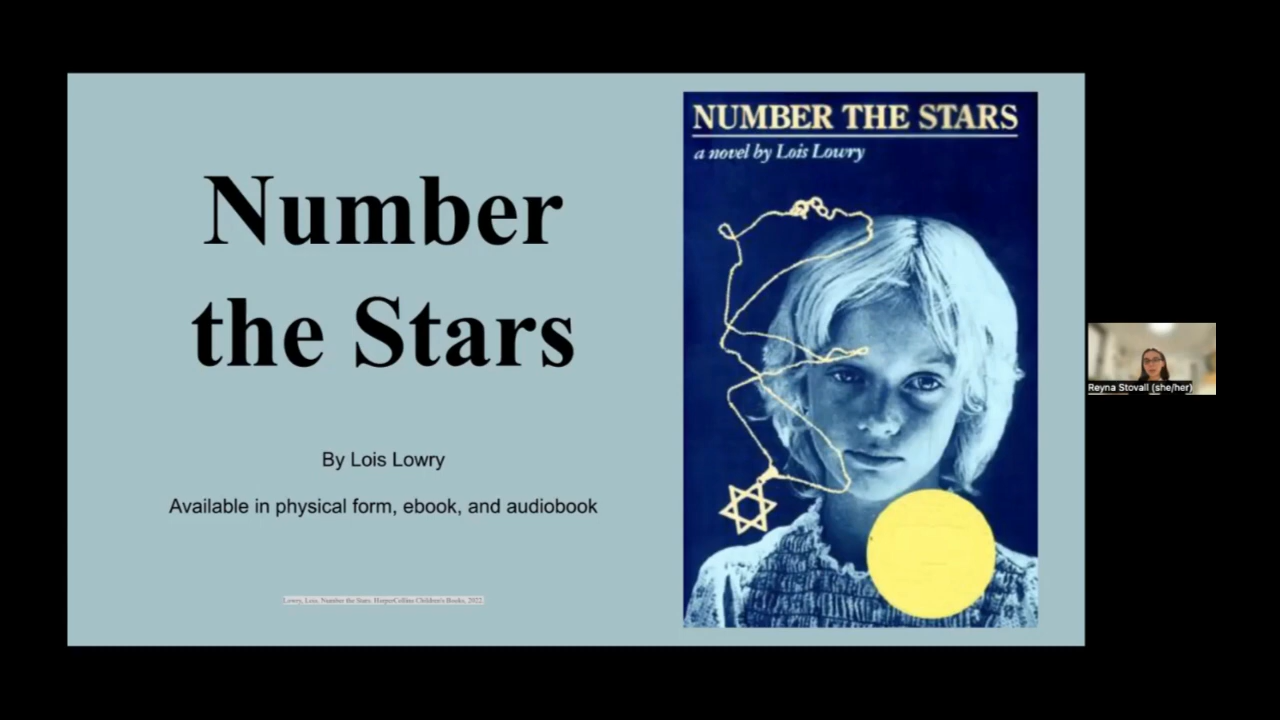 Number
the Stars
By Lois Lowry
Available in physical form, ebook, and audiobook
Lowry, Lois. Number the Stars. HarperCollins Children's Books, 2022.
NUMBER THE STARS
a novel by Lois Lowry
Reyna Stovall (she/her)